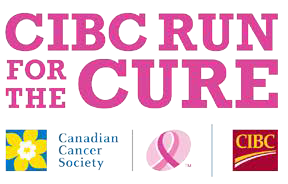 CIBC RUN
FOR THE CURE
Canadian
Cancer
Society
TM
CIBC